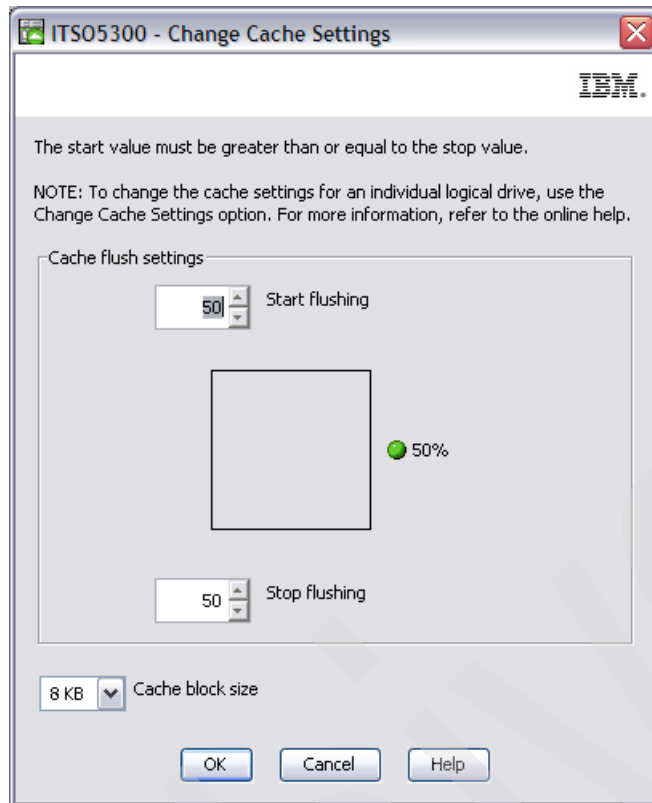 ITSO5300 - Change Cache Settings
IBM.
The start value must be greater than or equal to the stop value.
NOTE: To change the cache settings for an individual logical drive, use the
Change Cache Settings option. For more information, refer to the online help.
Cache flush settings
50 Start flushing
50%
50 Stop flushing
8 KB Cache block size
OK Cancel Help